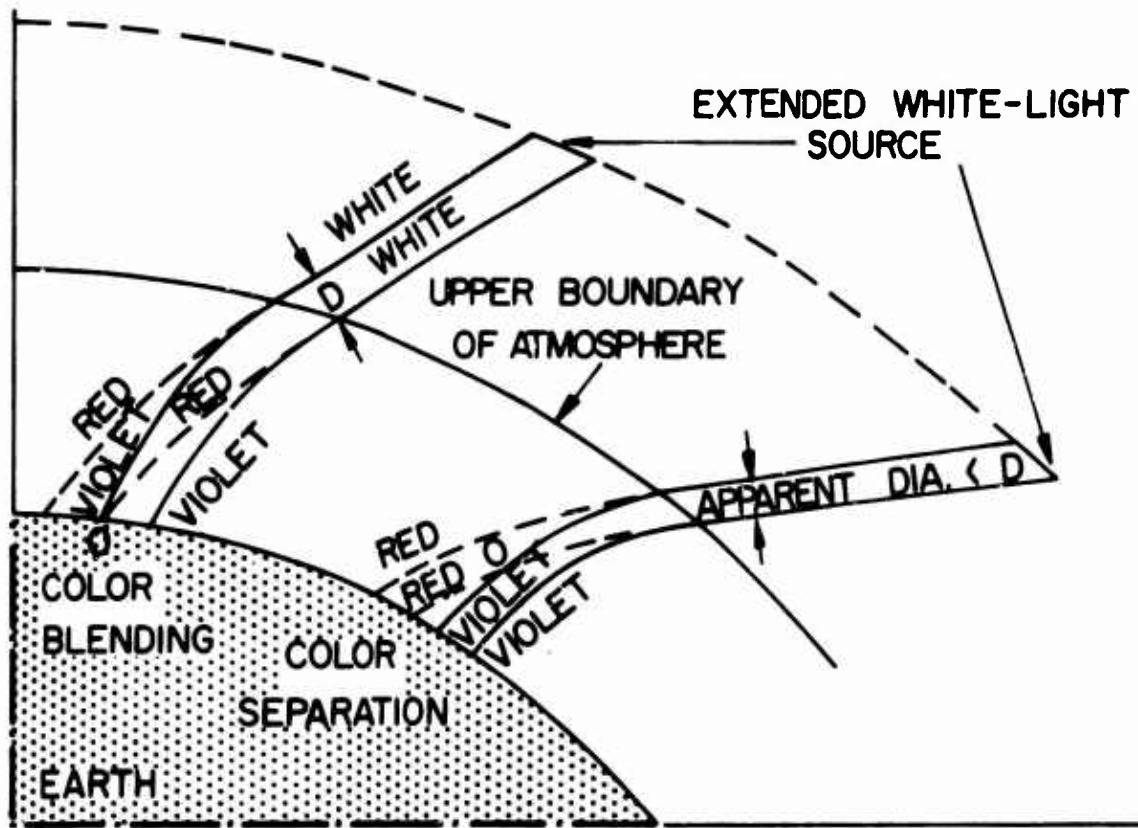 EXTENDED WHITE-LIGHT
SOURCE
WHITE
WHITE
D
UPPER BOUNDARY
OF ATMOSPHERE
RED
RED
VIOLET
VIOLET
APPARENT DIA. < D
RED
RED O
VIOLET
VIOLET
O
COLOR
BLENDING
COLOR
SEPARATION
EARTH